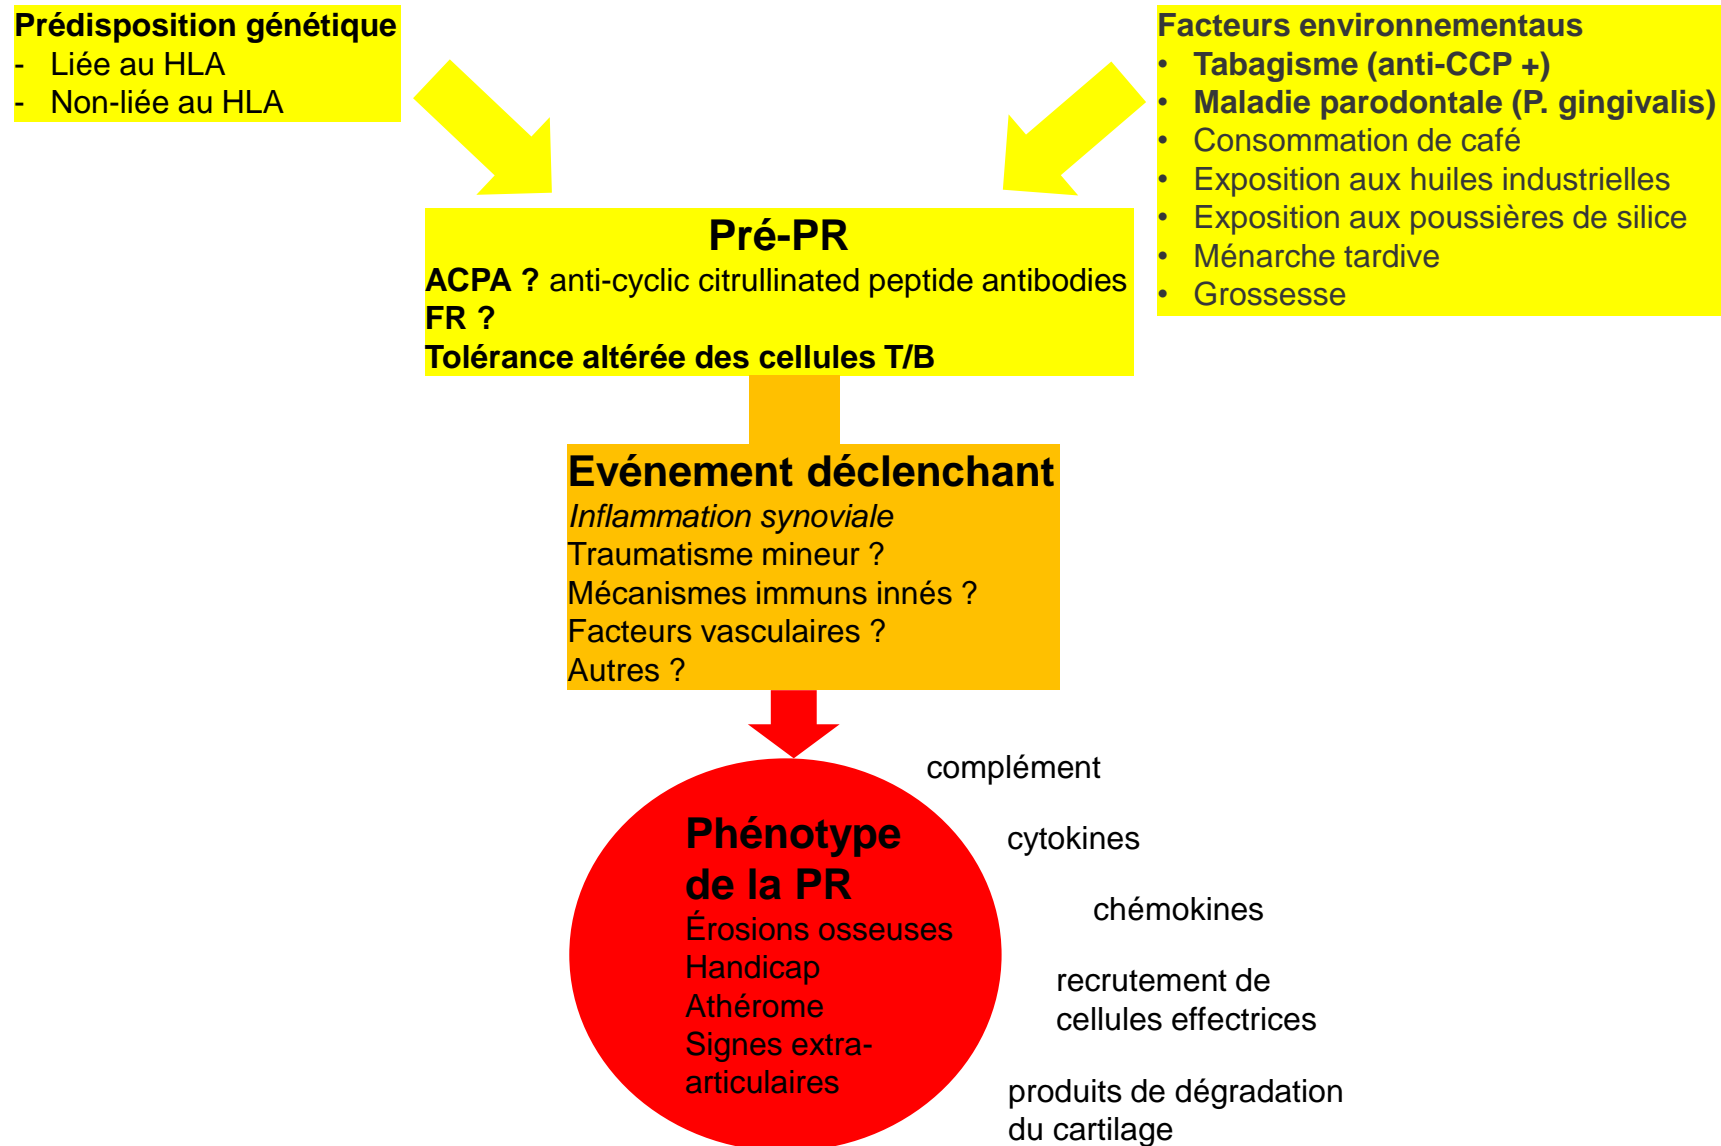 Prédisposition génétique
- Liée au HLA
- Non-liée au HLA
Facteurs environnementaus
• Tabagisme (anti-CCP +)
• Maladie parodontale (P. gingivalis)
• Consommation de café
• Exposition aux huiles industrielles
• Exposition aux poussières de silice
• Ménarche tardive
• Grossesse
Pré-PR
ACPA ? anti-cyclic citrullinated peptide antibodies
FR ?
Tolérance altérée des cellules T/B
Evénement déclenchant
Inflammation synoviale
Traumatisme mineur ?
Mécanismes immuns innés ?
Facteurs vasculaires ?
Autres ?
Phénotype
de la PR
Érosions osseuses
Handicap
Athérome
Signes extra-
articulaires
complément
cytokines
chémokines
recrutement de
cellules effectrices
produits de dégradation
du cartilage